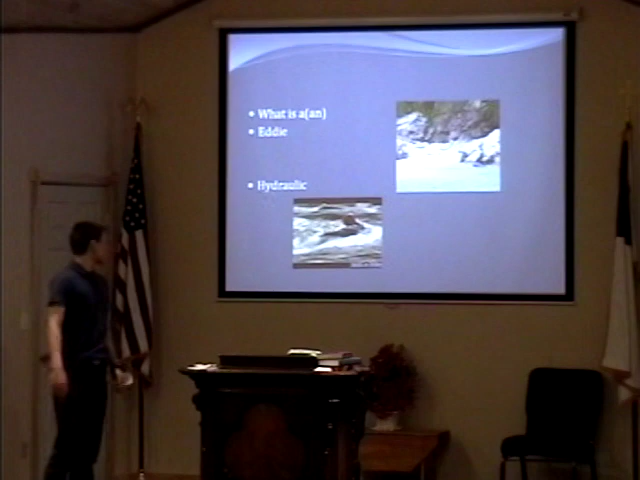 • What is a(an)
• Eddie
• Hydraulic